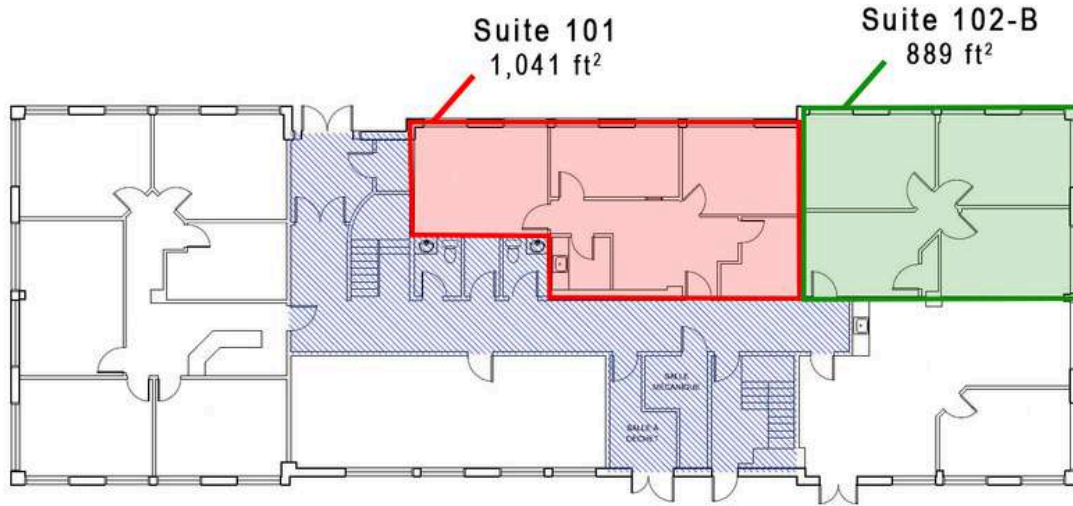 Suite 101
1,041 ft²
Suite 102-B
889 ft²
SALLE
MÉCANIQUE
SALLE À
DÉCHET